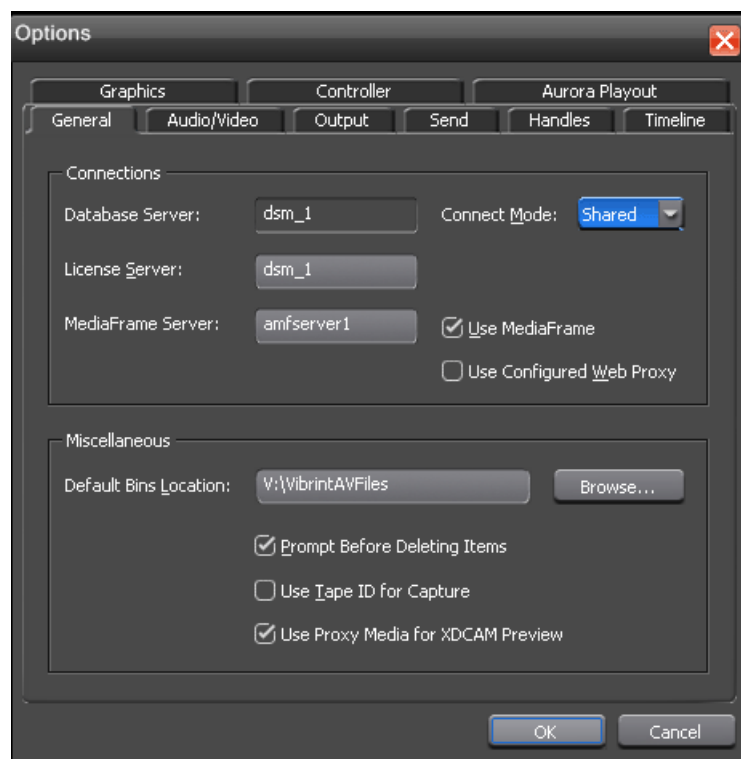 Options
Graphics Controller Aurora Playout
General Audio/Video Output Send Handles Timeline
Connections
Database Server: dsm_1 Connect Mode: Shared
License Server: dsm_1
MediaFrame Server: amfserver1 Use MediaFrame
Use Configured Web Proxy
Miscellaneous
Default Bins Location: V:\VibrintAVFiles Browse...
Prompt Before Deleting Items
Use Tape ID for Capture
Use Proxy Media for XDCAM Preview
OK Cancel